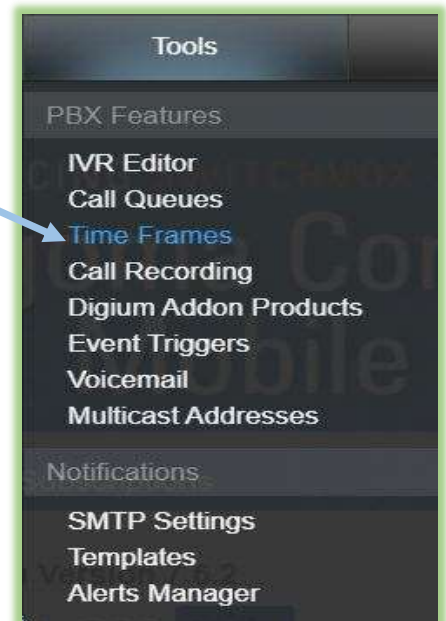 Tools
PBX Features
IVR Editor
Call Queues
Time Frames
Call Recording
Digium Addon Products
Event Triggers
Voicemail
Multicast Addresses
Notifications
SMTP Settings
Templates
Alerts Manager